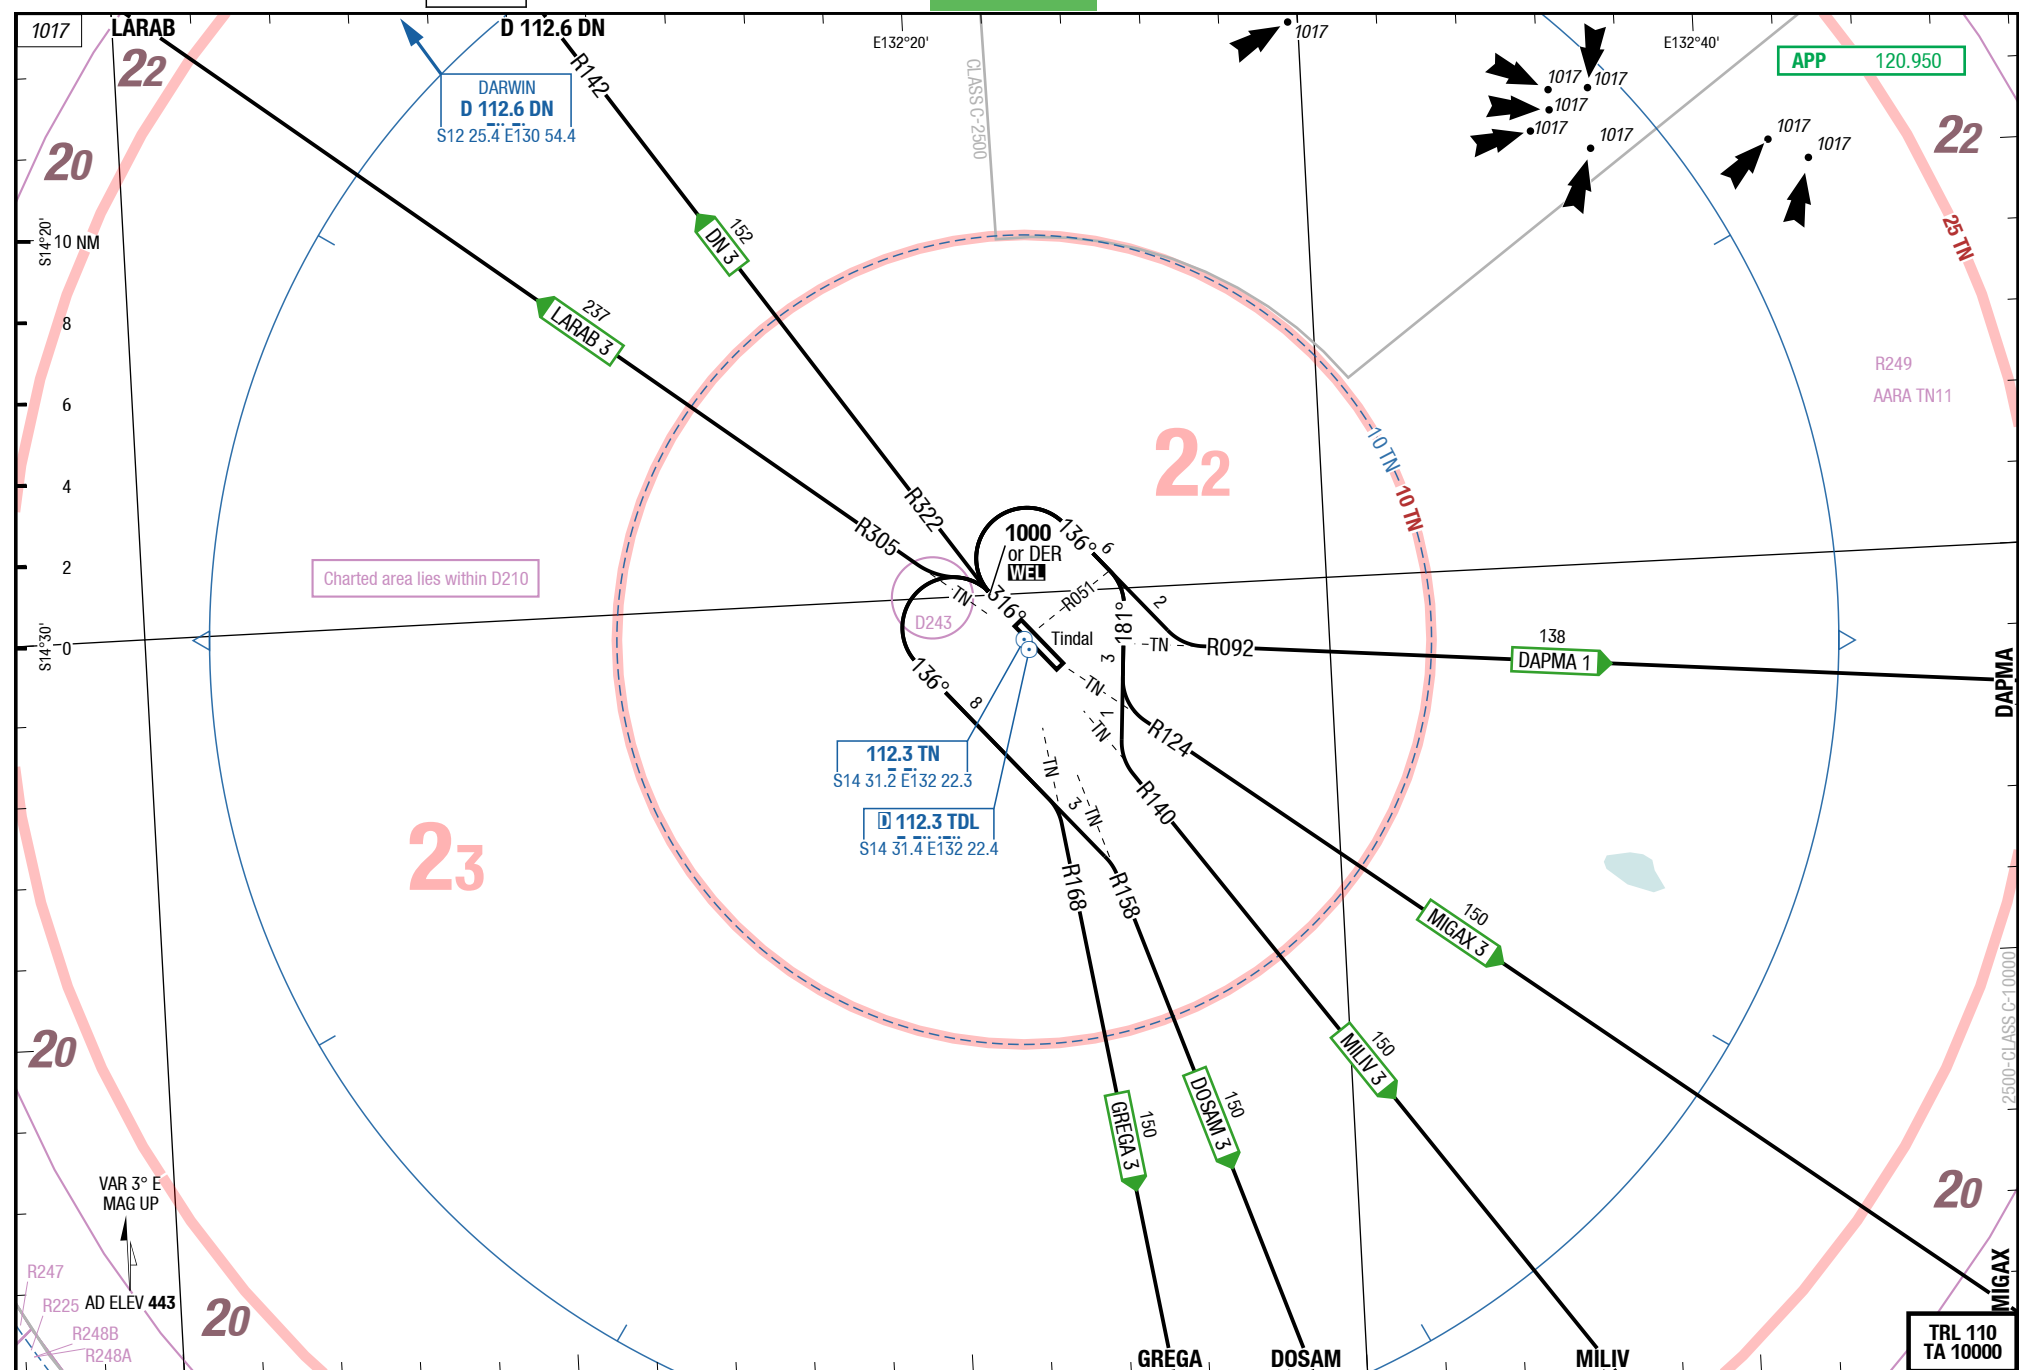 1017
LARAB
D 112.6 DN
E132°20'
1017
E132°40'
APP 120.950
22
R142
CLASS C-2500
1017
1017
1017
1017
1017
1017
1017
22
DARWIN
D 112.6 DN
S12 25.4 E130 54.4
20
S14°20'
10 NM
152
DN 3
25 TN
237
LARAB 3
8
6
4
2
0
S14°30'
R249
AARA TN11
22
10 TN
10 TN
R322
R305
1000
or DER
WEL
136°
6
Charted area lies within D210
TN
316°
R051
2
181°
D243
Tindal
3
TN
R092
138
DAPMA 1
DAPMA
136°
8
TN
1
TN
R124
112.3 TN
S14 31.2 E132 22.3
TN
3
TN
R140
D 112.3 TDL
S14 31.4 E132 22.4
23
R168
R158
150
MIGAX 3
2500-CLASS C-10000
20
150
MILIV 3
150
GREGA 3
150
DOSAM 3
VAR 3° E
MAG UP
20
R247
R225
AD ELEV 443
R248B
R248A
20
MIGAX
TRL 110
TA 10000
GREGA
DOSAM
MILIV